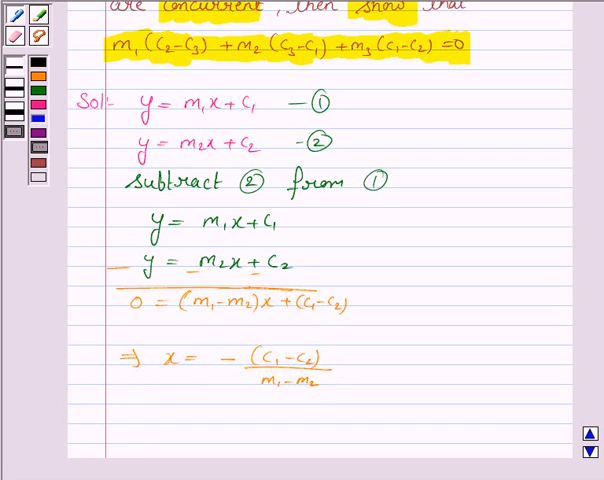 are concurrent, then show that
m₁(C₂-C₃) + m₂(C₃-C₁) + m₃(C₁-C₂) = 0
Sol:- y = m₁x + C₁ — ①
y = m₂x + C₂ - ②
Subtract ② from ①
y = m₁x + C₁
— y = _ m₂x + C₂
0 = (m₁-m₂)x + (C₁-C₂)
⇒ x = - (C₁-C₂)
m₁-m₂